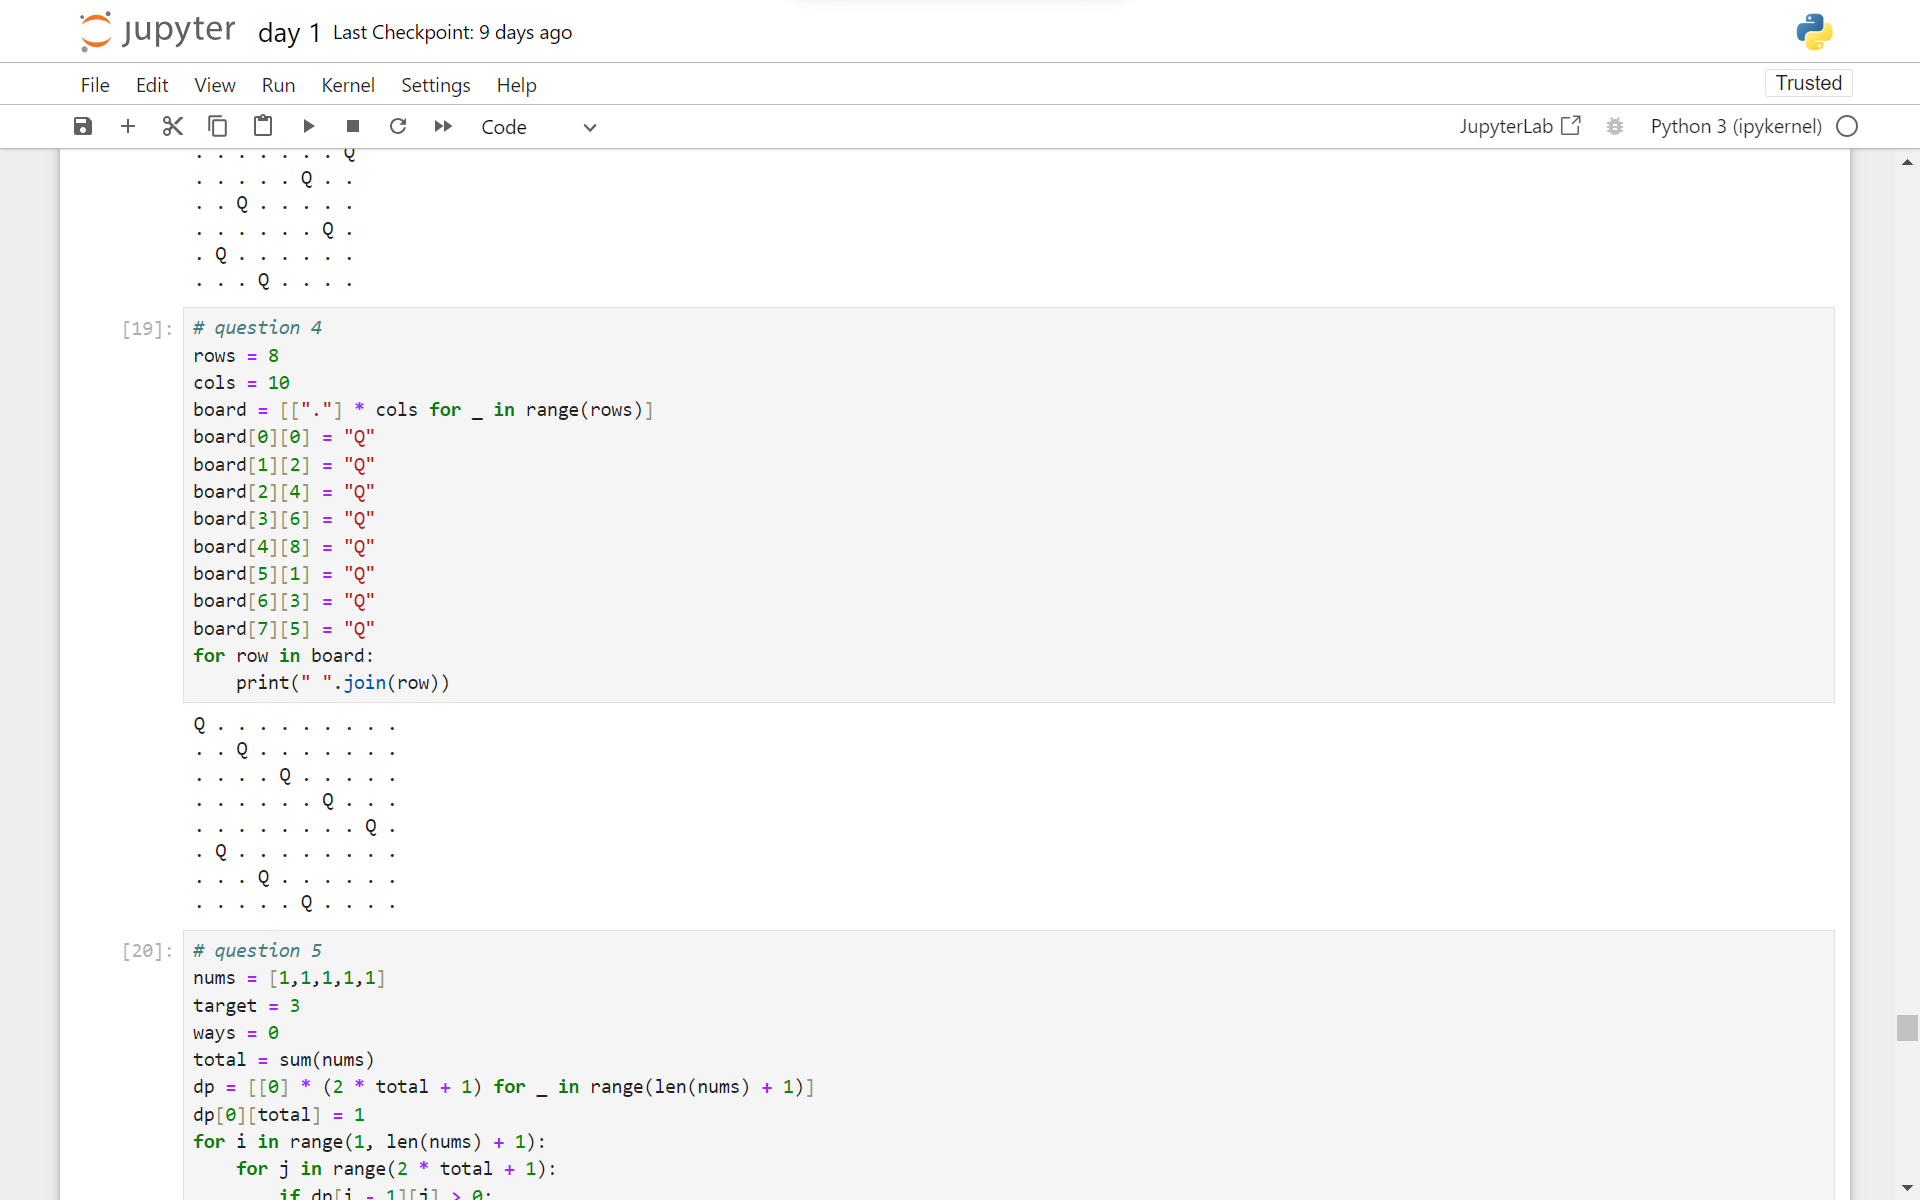 jupyter day 1 Last Checkpoint: 9 days ago
File Edit View Run Kernel Settings Help Trusted
Code JupyterLab Python 3 (ipykernel)
. . . . . . . Q
. . . . . Q . .
. . Q . . . . .
. . . . . . Q .
. Q . . . . . .
. . . Q . . . .
[19]: # question 4
rows = 8
cols = 10
board = [["."] * cols for _ in range(rows)]
board[0][0] = "Q"
board[1][2] = "Q"
board[2][4] = "Q"
board[3][6] = "Q"
board[4][8] = "Q"
board[5][1] = "Q"
board[6][3] = "Q"
board[7][5] = "Q"
for row in board:
    print(" ".join(row))
Q . . . . . . . . .
. . Q . . . . . . .
. . . . Q . . . . .
. . . . . . Q . . .
. . . . . . . . Q .
. Q . . . . . . . .
. . . Q . . . . . .
. . . . . Q . . . .
[20]: # question 5
nums = [1,1,1,1,1]
target = 3
ways = 0
total = sum(nums)
dp = [[0] * (2 * total + 1) for _ in range(len(nums) + 1)]
dp[0][total] = 1
for i in range(1, len(nums) + 1):
    for j in range(2 * total + 1):
        if dp[i - 1][j] > 0: